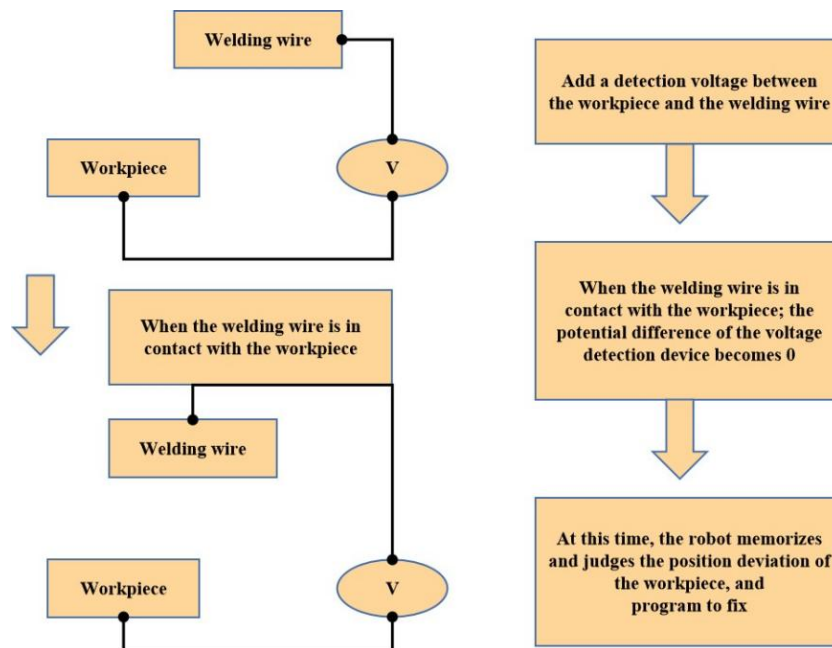 Welding wire
Workpiece
V
When the welding wire is in
contact with the workpiece
Welding wire
Workpiece
V
Add a detection voltage between
the workpiece and the welding wire
When the welding wire is in
contact with the workpiece; the
potential difference of the voltage
detection device becomes 0
At this time, the robot memorizes
and judges the position deviation of
the workpiece, and
program to fix